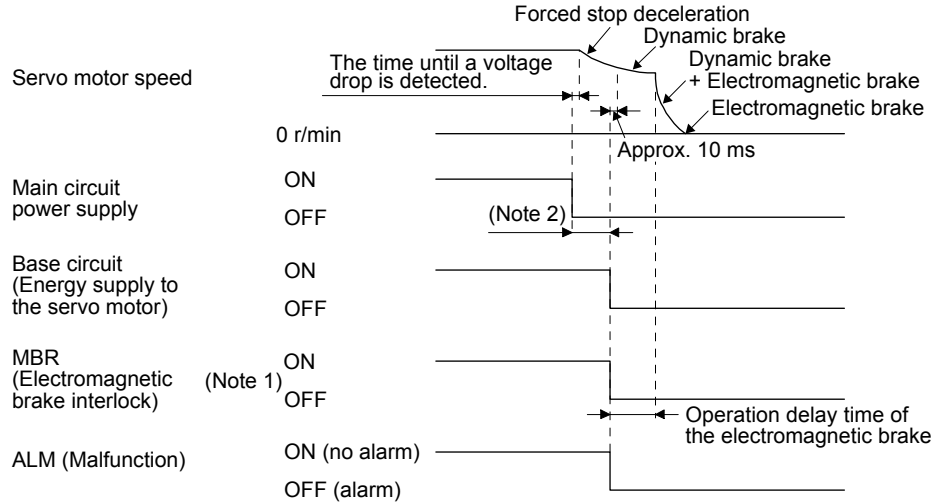 Forced stop deceleration
Dynamic brake
The time until a voltage
drop is detected.
Dynamic brake
+ Electromagnetic brake
Servo motor speed
Electromagnetic brake
0 r/min
Approx. 10 ms
Main circuit
power supply
ON
OFF
(Note 2)
Base circuit
(Energy supply to
the servo motor)
ON
OFF
MBR
(Electromagnetic
brake interlock)
(Note 1)
ON
OFF
Operation delay time of
the electromagnetic brake
ALM (Malfunction)
ON (no alarm)
OFF (alarm)